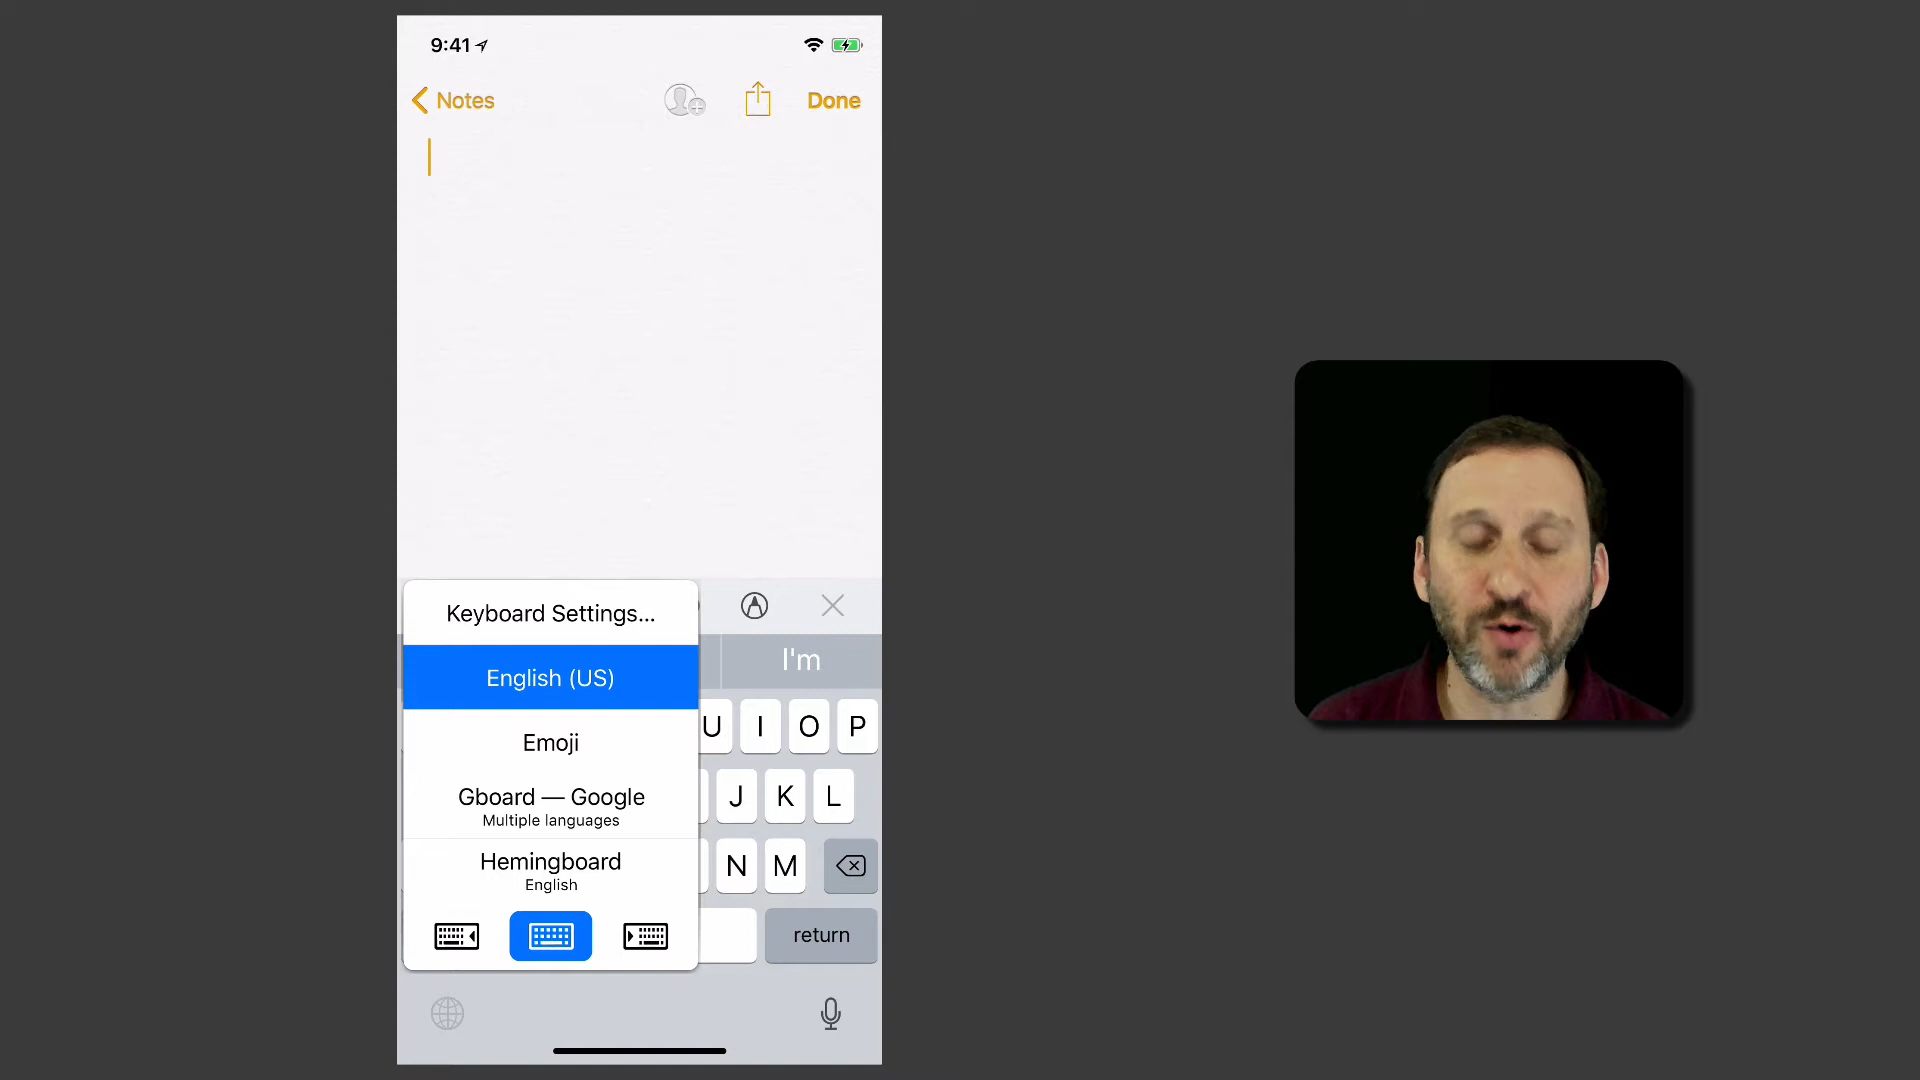 9:41
Notes
Done
Keyboard Settings...
English (US)
I'm
Emoji
U I O P
Gboard — Google
Multiple languages
J K L
Hemingboard
English
N M
return